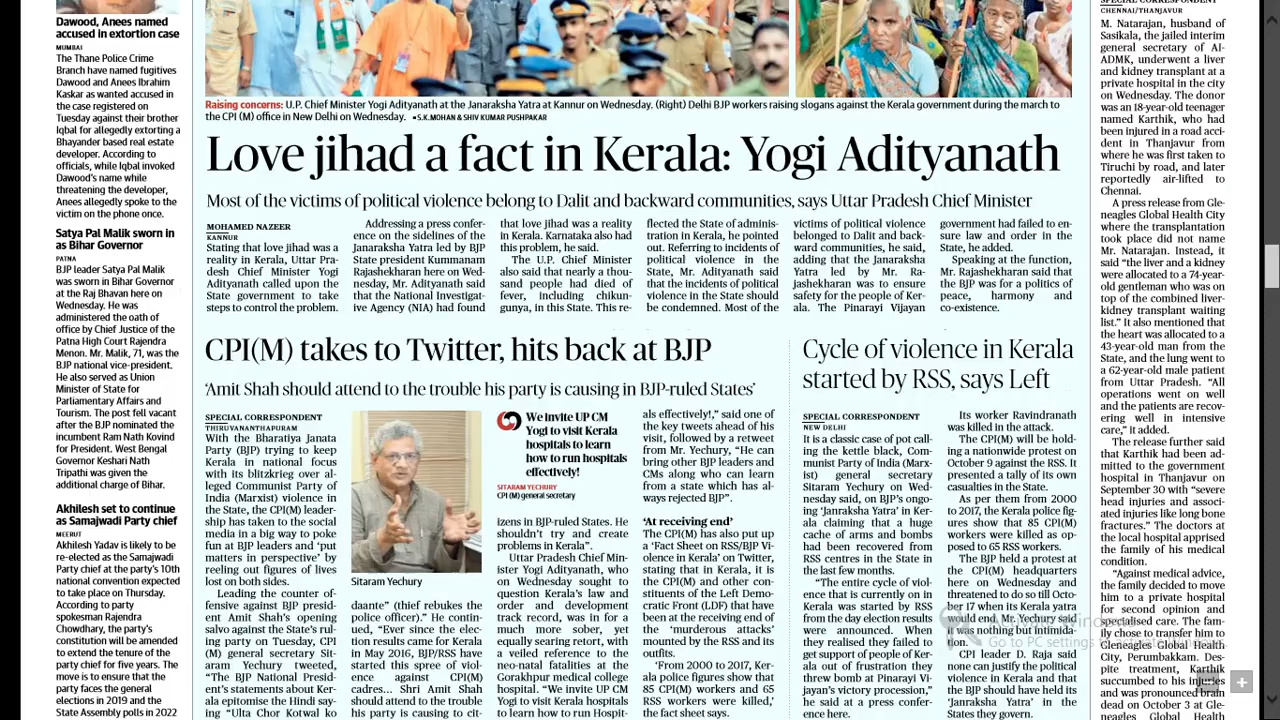 Dawood, Anees named
accused in extortion case
MUMBAI
The Thane Police Crime
Branch have named fugitives
Dawood and Anees Ibrahim
Kaskar as wanted accused in
the case registered on
Tuesday against their brother
Iqbal for allegedly extorting a
Bhayander based real estate
developer. According to
officials, while Iqbal invoked
Dawood's name while
threatening the developer,
Anees allegedly spoke to the
victim on the phone once.
Satya Pal Malik sworn in
as Bihar Governor
PATNA
BJP leader Satya Pal Malik
was sworn in Bihar Governor
at the Raj Bhavan here on
Wednesday. He was
administered the oath of
office by Chief Justice of the
Patna High Court Rajendra
Menon. Mr. Malik, 71, was the
BJP national vice-president.
He also served as Union
Minister of State for
Parliamentary Affairs and
Tourism. The post fell vacant
after the BJP nominated the
incumbent Ram Nath Kovind
for President. West Bengal
Governor Keshari Nath
Tripathi was given the
additional charge of Bihar.
Akhilesh set to continue
as Samajwadi Party chief
MEERUT
Akhilesh Yadav is likely to be
re-elected as the Samajwadi
Party chief at the party's 10th
national convention expected
to take place on Thursday.
According to party
spokesman Rajendra
Chowdhary, the party's
constitution will be amended
to extend the tenure of the
party chief for five years. The
move is to ensure that the
party faces the general
elections in 2019 and the
State Assembly polls in 2022
Raising concerns: U.P. Chief Minister Yogi Adityanath at the Janaraksha Yatra at Kannur on Wednesday. (Right) Delhi BJP workers raising slogans against the Kerala government during the march to
the CPI (M) office in New Delhi on Wednesday. ▪S.K.MOHAN & SHIV KUMAR PUSHPAKAR
Love jihad a fact in Kerala: Yogi Adityanath
Most of the victims of political violence belong to Dalit and backward communities, says Uttar Pradesh Chief Minister
MOHAMED NAZEER
KANNUR
Stating that love jihad was a
reality in Kerala, Uttar Pra-
desh Chief Minister Yogi
Adityanath called upon the
State government to take
steps to control the problem.
Addressing a press confer-
ence on the sidelines of the
Janaraksha Yatra led by BJP
State president Kummanam
Rajashekharan here on Wed-
nesday, Mr. Adityanath said
that the National Investigat-
ive Agency (NIA) had found
that love jihad was a reality
in Kerala. Karnataka also had
this problem, he said.
The U.P. Chief Minister
also said that nearly a thou-
sand people had died of
fever, including chikun-
gunya, in this State. This re-
flected the State of administ-
ration in Kerala, he pointed
out. Referring to incidents of
political violence in the
State, Mr. Adityanath said
that the incidents of political
violence in the State should
be condemned. Most of the
victims of political violence
belonged to Dalit and back-
ward communities, he said,
adding that the Janaraksha
Yatra led by Mr. Ra-
jashekharan was to ensure
safety for the people of Ker-
ala. The Pinarayi Vijayan
government had failed to en-
sure law and order in the
State, he added.
Speaking at the function,
Mr. Rajashekharan said that
the BJP was for a politics of
peace, harmony and
co-existence.
CPI(M) takes to Twitter, hits back at BJP
'Amit Shah should attend to the trouble his party is causing in BJP-ruled States'
SPECIAL CORRESPONDENT
THIRUVANANTHAPURAM
With the Bharatiya Janata
Party (BJP) trying to keep
Kerala in national focus
with its blitzkrieg over al-
leged Communist Party of
India (Marxist) violence in
the State, the CPI(M) leader-
ship has taken to the social
media in a big way to poke
fun at BJP leaders and 'put
matters in perspective' by
reeling out figures of lives
lost on both sides.
Leading the counter of-
fensive against BJP presid-
ent Amit Shah's opening
salvo against the State's rul-
ing party on Tuesday, CPI
(M) general secretary Sit-
aram Yechury tweeted,
"The BJP National Presid-
ent's statements about Ker-
ala epitomise the Hindi say-
ing "Ulta Chor Kotwal ko
Sitaram Yechury
daante" (thief rebukes the
police officer)." He contin-
ued, "Ever since the elec-
tion results came for Kerala
in May 2016, BJP/RSS have
started this spree of viol-
ence against CPI(M)
cadres... Shri Amit Shah
should attend to the trouble
his party is causing to cit-
We invite UP CM
Yogi to visit Kerala
hospitals to learn
how to run hospitals
effectively!
SITARAM YECHURY
CPI (M) general secretary
izens in BJP-ruled States. He
shouldn't try and create
problems in Kerala".
Uttar Pradesh Chief Min-
ister Yogi Adityanath, who
on Wednesday sought to
question Kerala's law and
order and development
track record, was in for a
much more sober, yet
equally searing retort, with
a veiled reference to the
neo-natal fatalities at the
Gorakhpur medical college
hospital. "We invite UP CM
Yogi to visit Kerala hospitals
to learn how to run Hospit-
als effectively!," said one of
the key tweets ahead of his
visit, followed by a retweet
from Mr. Yechury, "He can
bring other BJP leaders and
CMs along who can learn
from a state which has al-
ways rejected BJP".
'At receiving end'
The CPI(M) has also put up
a 'Fact Sheet on RSS/BJP Vi-
olence in Kerala' on Twitter,
stating that in Kerala, it is
the CPI(M) and other con-
stituents of the Left Demo-
cratic Front (LDF) that have
been at the receiving end of
the 'murderous attacks'
mounted by the RSS and its
outfits.
'From 2000 to 2017, Ker-
ala police figures show that
85 CPI(M) workers and 65
RSS workers were killed,'
the fact sheet says.
Cycle of violence in Kerala
started by RSS, says Left
SPECIAL CORRESPONDENT
NEW DELHI
It is a classic case of pot call-
ing the kettle black, Com-
munist Party of India (Marx-
ist) general secretary
Sitaram Yechury on Wednes-
day said, on BJP's ongo-
ing 'Janraksha Yatra' in Ker-
ala claiming that a huge
cache of arms and bombs
had been recovered from
RSS centres in the State in
the last few months.
"The entire cycle of viol-
ence that is currently on in
Kerala was started by RSS
from the day election results
were announced. When
they realised they failed to
get support of people of Ker-
ala out of frustration they
threw bomb at Pinarayi Vi-
jayan's victory procession,"
he said at a press conference
here.
Its worker Ravindranath
was killed in the attack.
The CPI(M) will be hold-
ing a nationwide protest on
October 9 against the RSS. It
presented a tally of its own
casualties in the State.
As per them from 2000
to 2017, the Kerala police fig-
ures show that 85 CPI(M)
workers were killed as op-
posed to 65 RSS workers.
The BJP held a protest at
the CPI(M) headquarters
here on Wednesday and
threatened to do so till Octo-
ber 17 when its Kerala yatra
would end. Yechury said
it was nothing but intimida-
tion.
CPI leader D. Raja said
none can justify the political
violence in Kerala and that
the BJP should have held its
'Janraksha Yatra' in the
States they govern.
SPECIAL CORRESPONDENT
CHENNAI/THANJAVUR
M. Natarajan, husband of
Sasikala, the jailed interim
general secretary of AI-
ADMK, underwent a liver
and kidney transplant at a
private hospital in the city
on Wednesday. The donor
was an 18-year-old teenager
named Karthik, who had
been injured in a road acci-
dent in Thanjavur from
where he was first taken to
Tiruchi by road, and later
reportedly air-lifted to
Chennai.
A press release from Gle-
neagles Global Health City
where the transplantation
took place did not name
Mr. Natarajan. Instead, it
said "the liver and a kidney
were allocated to a 74-year-
old gentleman who was on
top of the combined liver-
kidney transplant waiting
list." It also mentioned that
the heart was allocated to a
43-year-old man from the
State, and the lung went to
a 62-year-old male patient
from Uttar Pradesh. "All
operations went on well
and the patients are recov-
ering well in intensive
care," it added.
The release further said
that Karthik had been ad-
mitted to the government
hospital in Thanjavur on
September 30 with "severe
head injuries and associ-
ated injuries like long bone
fractures." The doctors at
the local hospital apprised
the family of his medical
condition.
"Against medical advice,
the family decided to move
him to a private hospital
for second opinion and
specialised care. The fam-
ily chose to transfer him to
Gleneagles Global Health
City, Perumbakkam. Des-
pite treatment, Karthik
succumbed to his injuries
and was pronounced brain
dead on October 3 at Gle-
neagles Global Health
Activate Windows
Go to PC settings to activate Windows.